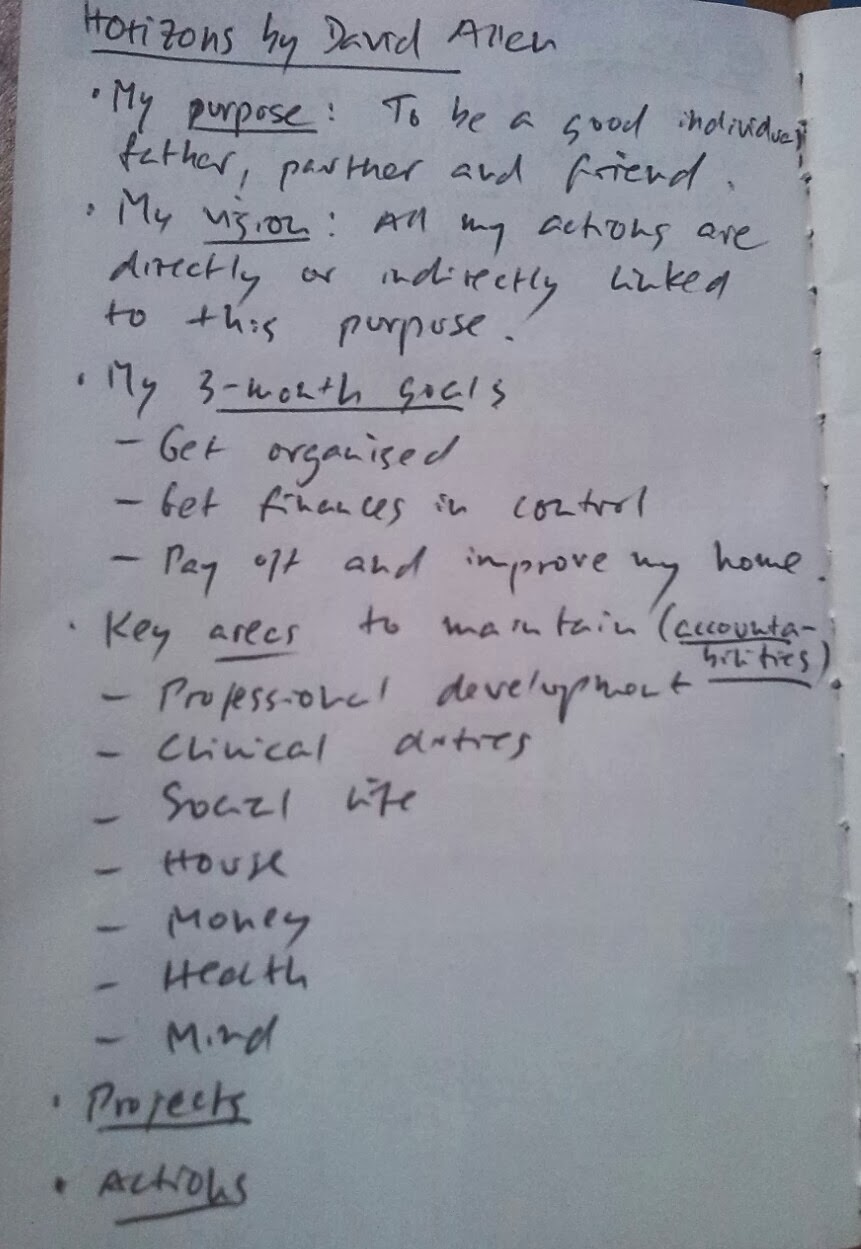 Horizons by David Allen
• My purpose: To be a good individual,
father, partner and friend.
• My vision: All my actions are
directly or indirectly linked
to this purpose.
• My 3-month goals
- Get organised
- Get finances in control
- Pay off and improve my home.
• Key areas to maintain (accounta-
bilities).
- Professional development
- Clinical duties
- Social life
- House
- Money
- Health
- Mind
• Projects
• Actions